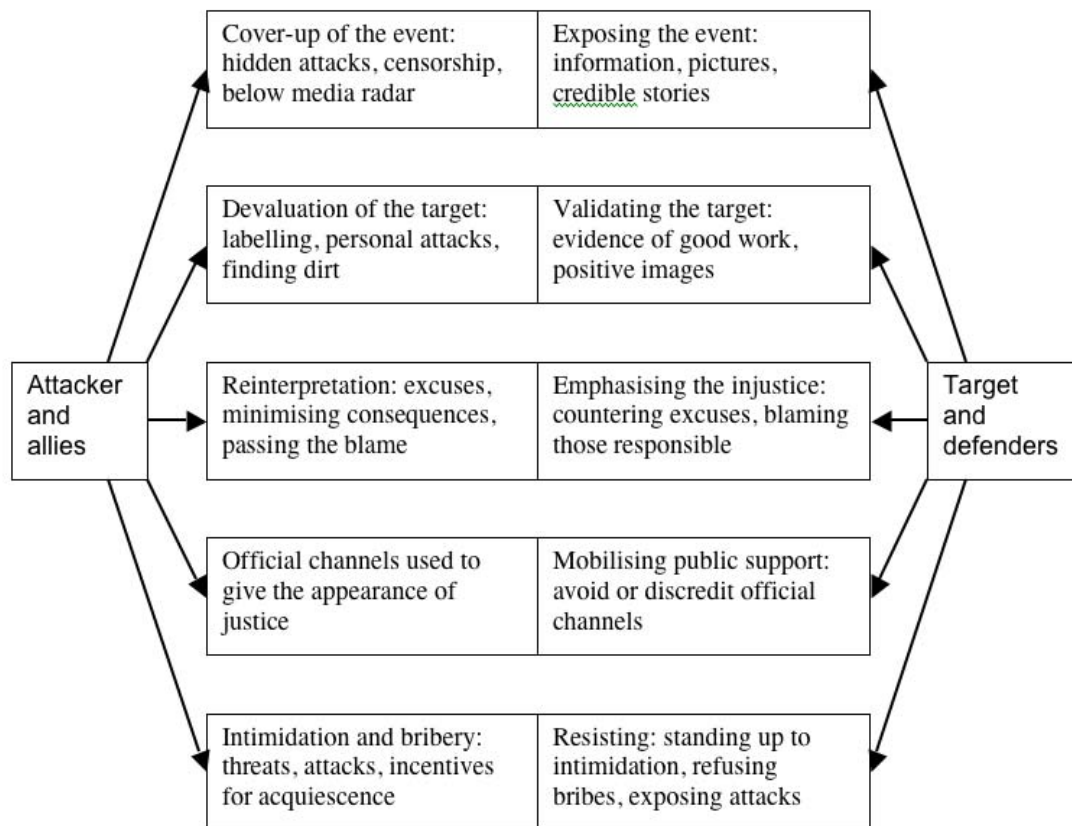 Cover-up of the event:
hidden attacks, censorship,
below media radar
Exposing the event:
information, pictures,
credible stories
Devaluation of the target:
labelling, personal attacks,
finding dirt
Validating the target:
evidence of good work,
positive images
Attacker
and
allies
Reinterpretation: excuses,
minimising consequences,
passing the blame
Emphasising the injustice:
countering excuses, blaming
those responsible
Target
and
defenders
Official channels used to
give the appearance of
justice
Mobilising public support:
avoid or discredit official
channels
Intimidation and bribery:
threats, attacks, incentives
for acquiescence
Resisting: standing up to
intimidation, refusing
bribes, exposing attacks